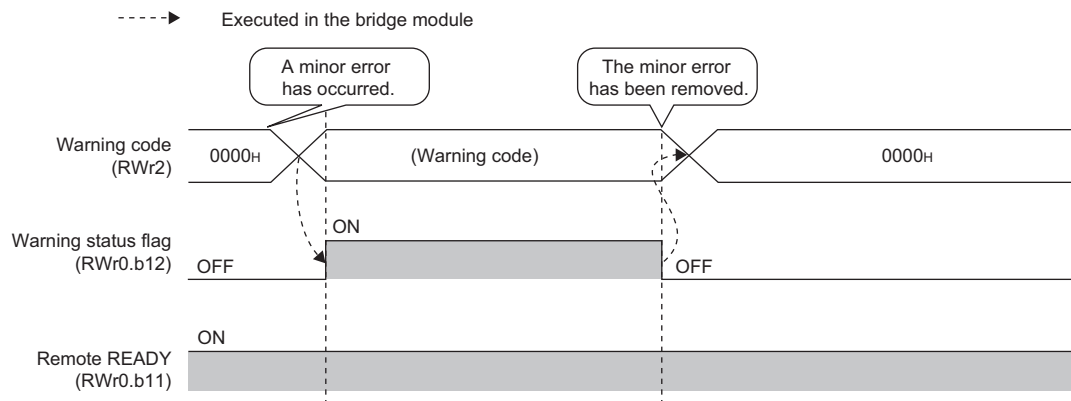 Executed in the bridge module
A minor error
has occurred.
The minor error
has been removed.
Warning code
(RWr2)
0000H
(Warning code)
0000H
Warning status flag
(RWr0.b12)
OFF
ON
OFF
ON
Remote READY
(RWr0.b11)